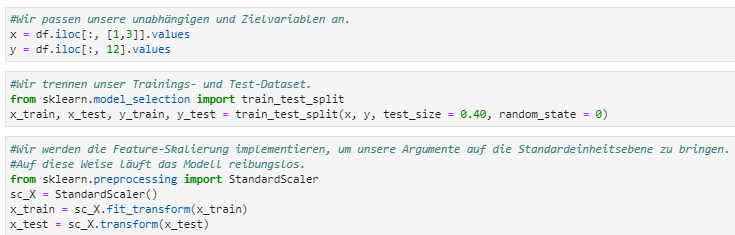 #Wir passen unsere unabhängigen und Zielvariablen an.
x = df.iloc[:, [1,3]].values
y = df.iloc[:, 12].values
#Wir trennen unser Trainings- und Test-Dataset.
from sklearn.model_selection import train_test_split
x_train, x_test, y_train, y_test = train_test_split(x, y, test_size = 0.40, random_state = 0)
#Wir werden die Feature-Skalierung implementieren, um unsere Argumente auf die Standardeinheitsebene zu bringen.
#Auf diese Weise läuft das Modell reibungslos.
from sklearn.preprocessing import StandardScaler
sc_X = StandardScaler()
x_train = sc_X.fit_transform(x_train)
x_test = sc_X.transform(x_test)